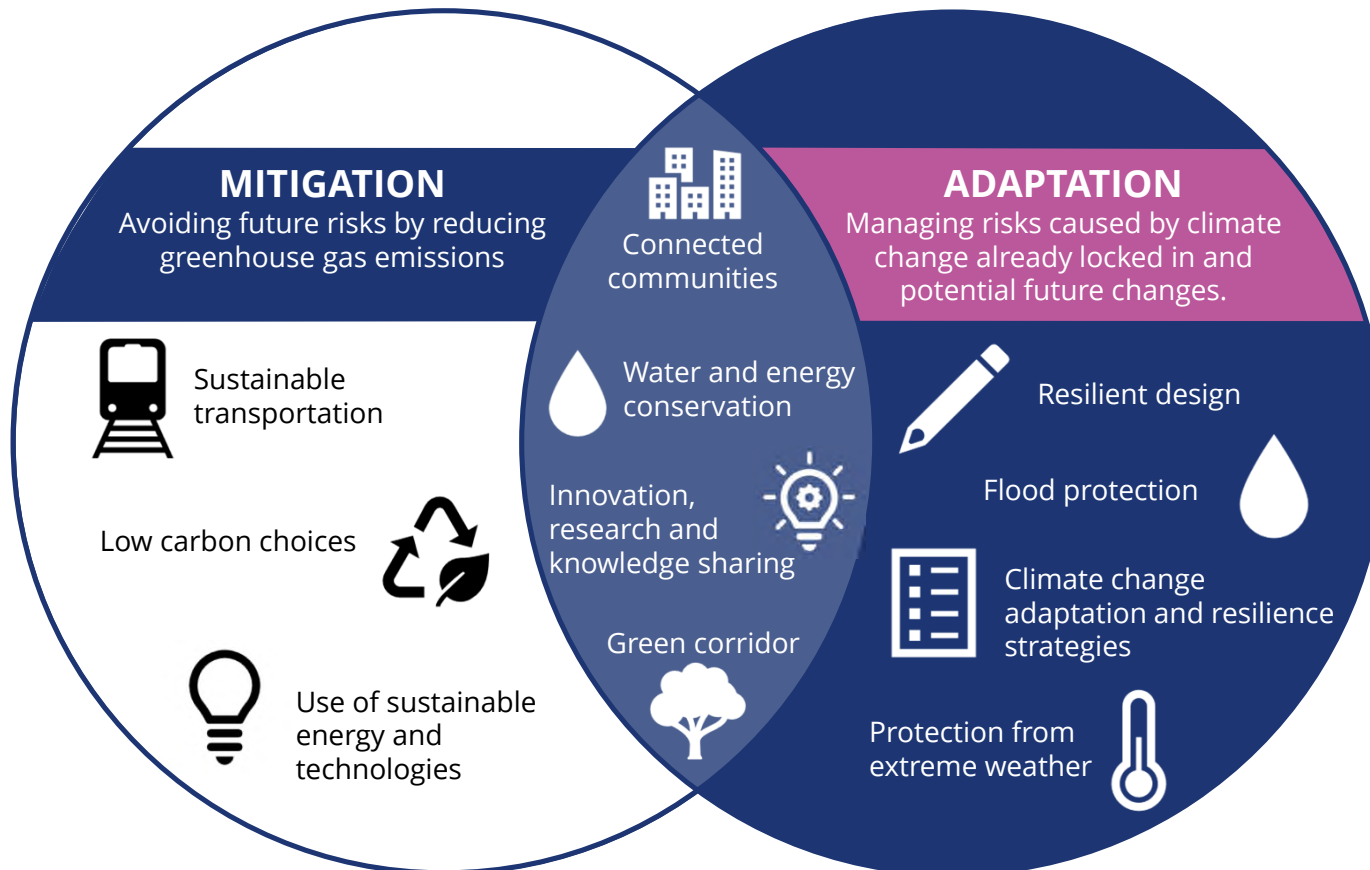 MITIGATION
Avoiding future risks by reducing
greenhouse gas emissions
Sustainable
transportation
Low carbon choices
Use of sustainable
energy and
technologies
Connected
communities
Water and energy
conservation
Innovation,
research and
knowledge sharing
Green corridor
ADAPTATION
Managing risks caused by climate
change already locked in and
potential future changes.
Resilient design
Flood protection
Climate change
adaptation and resilience
strategies
Protection from
extreme weather